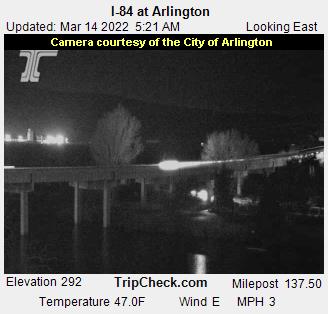 I-84 at Arlington
Updated: Mar 14 2022 5:21 AM Looking East
Camera courtesy of the City of Arlington
Elevation 292 TripCheck.com Milepost 137.50
Temperature 47.0F Wind E MPH 3